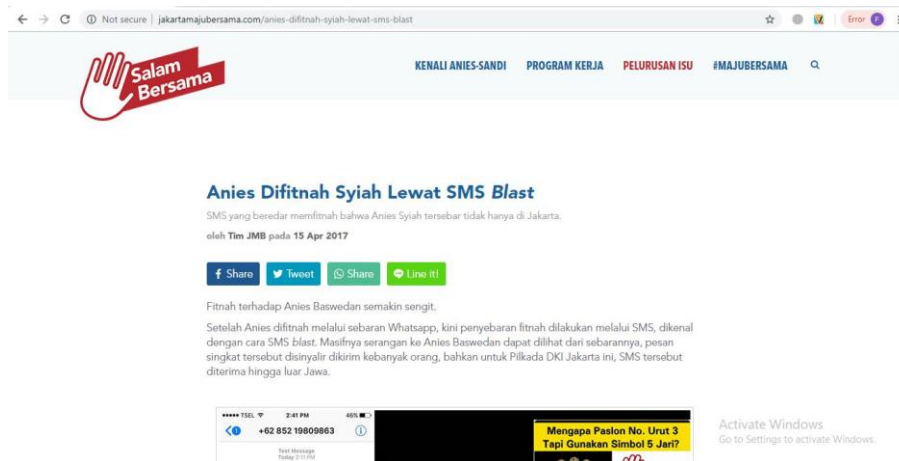 Not secure | jakartamajubersama.com/anies-difitnah-syiah-lewat-sms-blast
Error
F
Salam
Bersama
KENALI ANIES-SANDI PROGRAM KERJA PELURUSAN ISU #MAJUBERSAMA
Anies Difitnah Syiah Lewat SMS Blast
SMS yang beredar memfitnah bahwa Anies Syiah tersebar tidak hanya di Jakarta.
oleh Tim JMB pada 15 Apr 2017
Share Tweet Share Line it!
Fitnah terhadap Anies Baswedan semakin sengit.
Setelah Anies difitnah melalui sebaran Whatsapp, kini penyebaran fitnah dilakukan melalui SMS, dikenal
dengan cara SMS blast. Masifnya serangan ke Anies Baswedan dapat dilihat dari sebarannya, pesan
singkat tersebut disinyalir dikirim kebanyak orang, bahkan untuk Pilkada DKI Jakarta ini, SMS tersebut
diterima hingga luar Jawa.
TSEL 2:41 PM 46%
+62 852 19809863
Text Message
Today 2:11 PM
Mengapa Paslon No. Urut 3
Tapi Gunakan Simbol 5 Jari?
Activate Windows
Go to Settings to activate Windows.